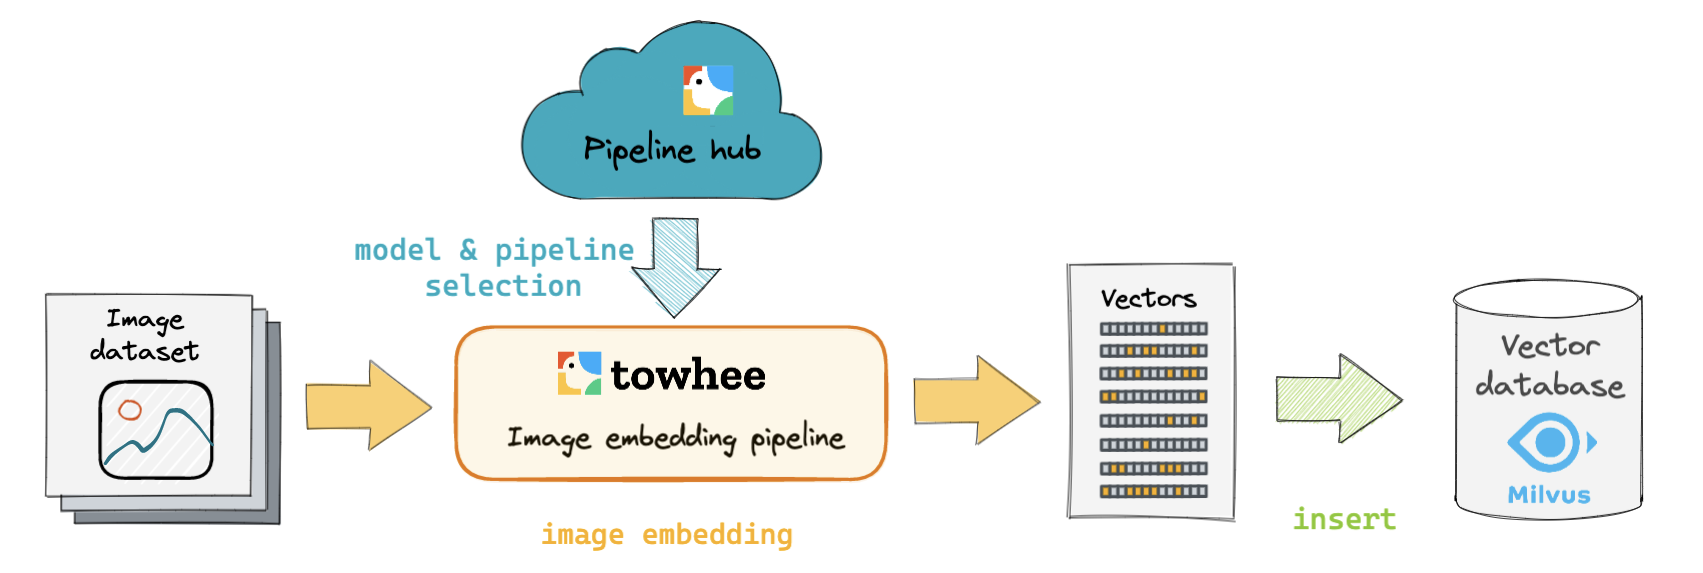 Pipeline hub
model & pipeline
selection
Image
dataset
towhee
Image embedding pipeline
image embedding
Vectors
insert
Vector
database
Milvus